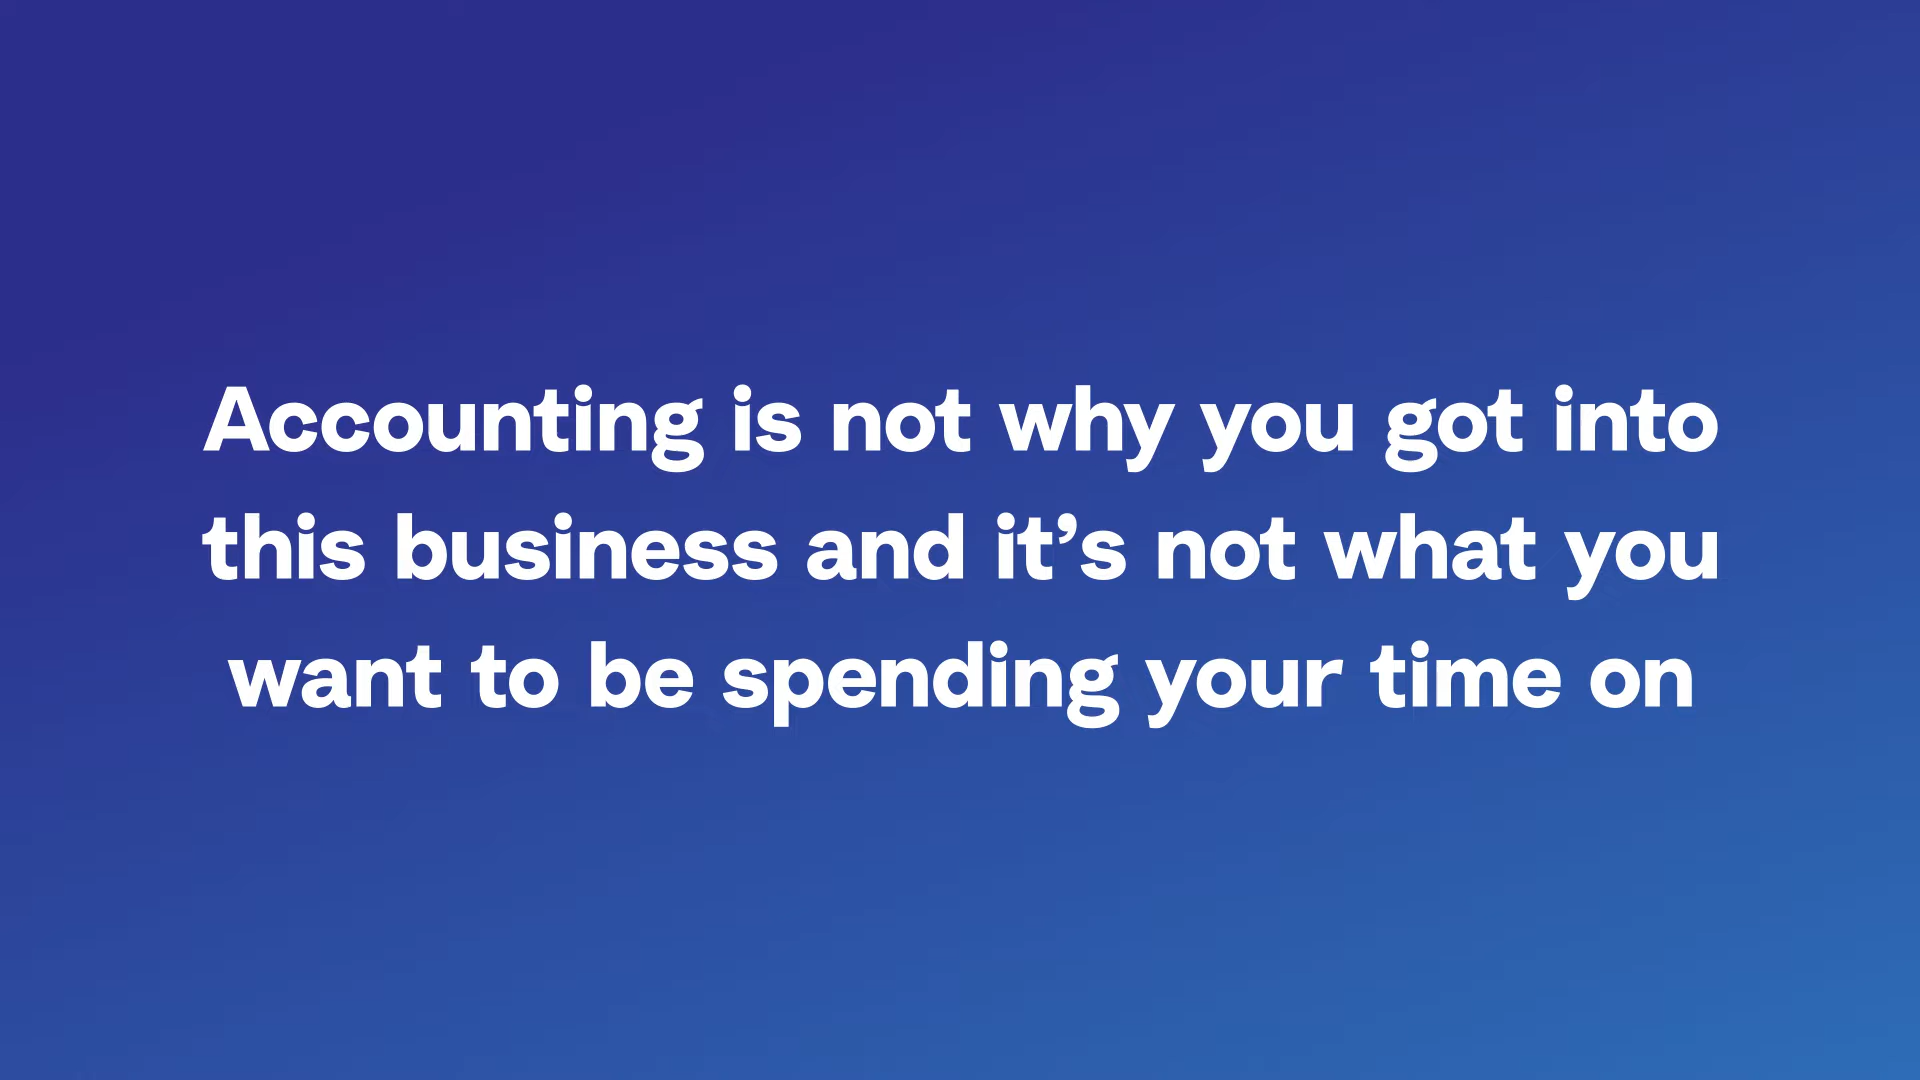 Accounting is not why you got into
this business and it’s not what you
want to be spending your time on